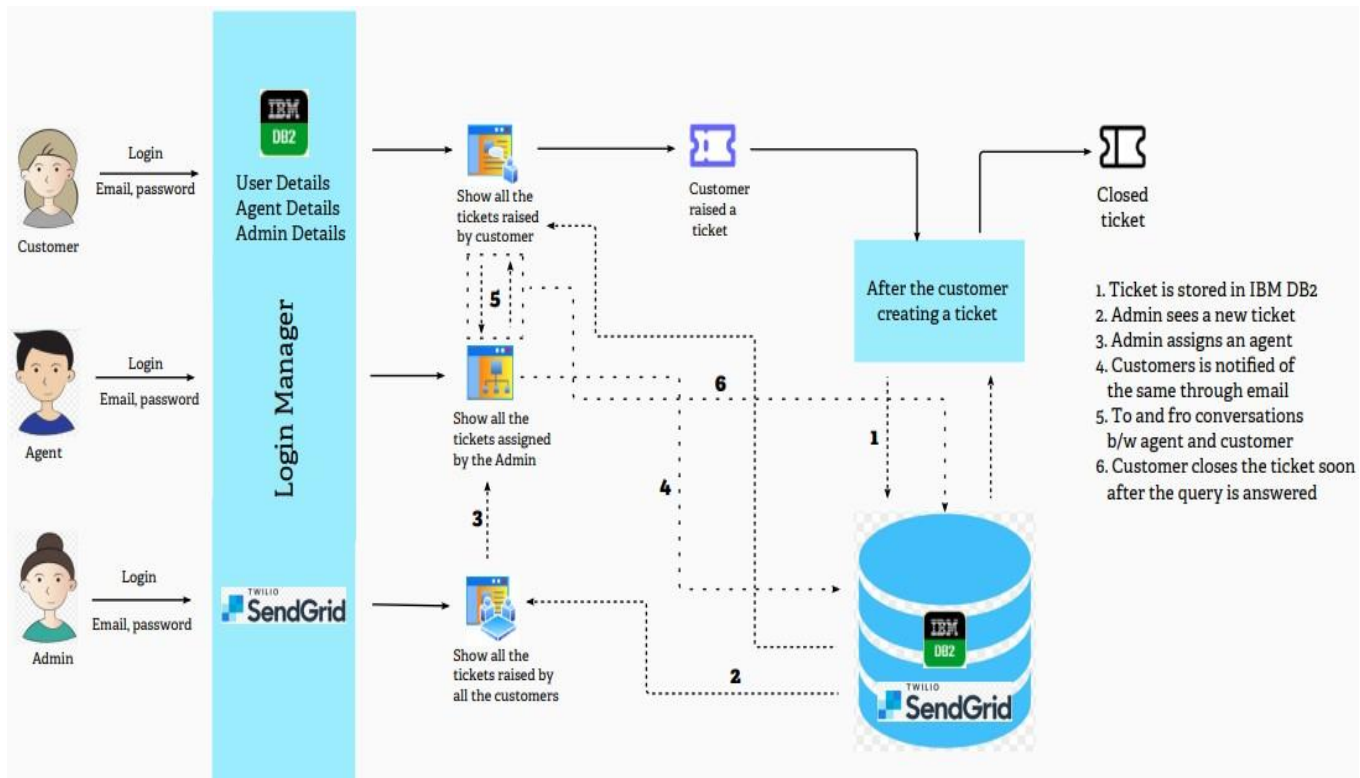 Customer
Login
Email, password
Agent
Login
Email, password
Admin
Login
Email, password
IBM
DB2
User Details
Agent Details
Admin Details
Login Manager
TWILIO
SendGrid
Show all the
tickets raised
by customer
5
Show all the
tickets assigned
by the Admin
3
Show all the
tickets raised by
all the customers
Customer
raised a
ticket
4
6
2
After the customer
creating a ticket
1
IBM
DB2
TWILIO
SendGrid
Closed
ticket
1. Ticket is stored in IBM DB2
2. Admin sees a new ticket
3. Admin assigns an agent
4. Customers is notified of
the same through email
5. To and fro conversations
b/w agent and customer
6. Customer closes the ticket soon
after the query is answered